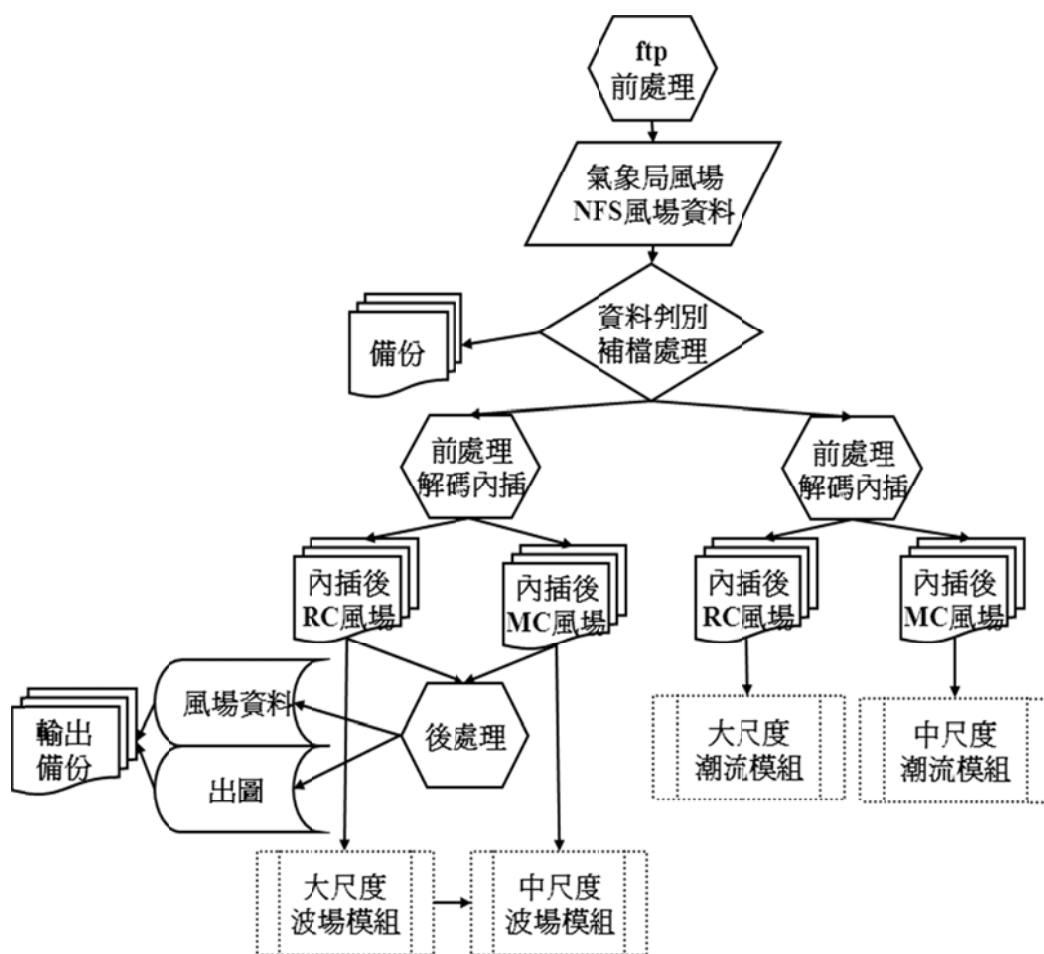 ftp
前處理
氣象局風場
NFS風場資料
資料判別
補檔處理
備份
前處理
解碼內插
前處理
解碼內插
內插後
RC風場
內插後
MC風場
內插後
RC風場
內插後
MC風場
風場資料
輸出
備份
後處理
出圖
大尺度
潮流模組
中尺度
潮流模組
大尺度
波場模組
中尺度
波場模組